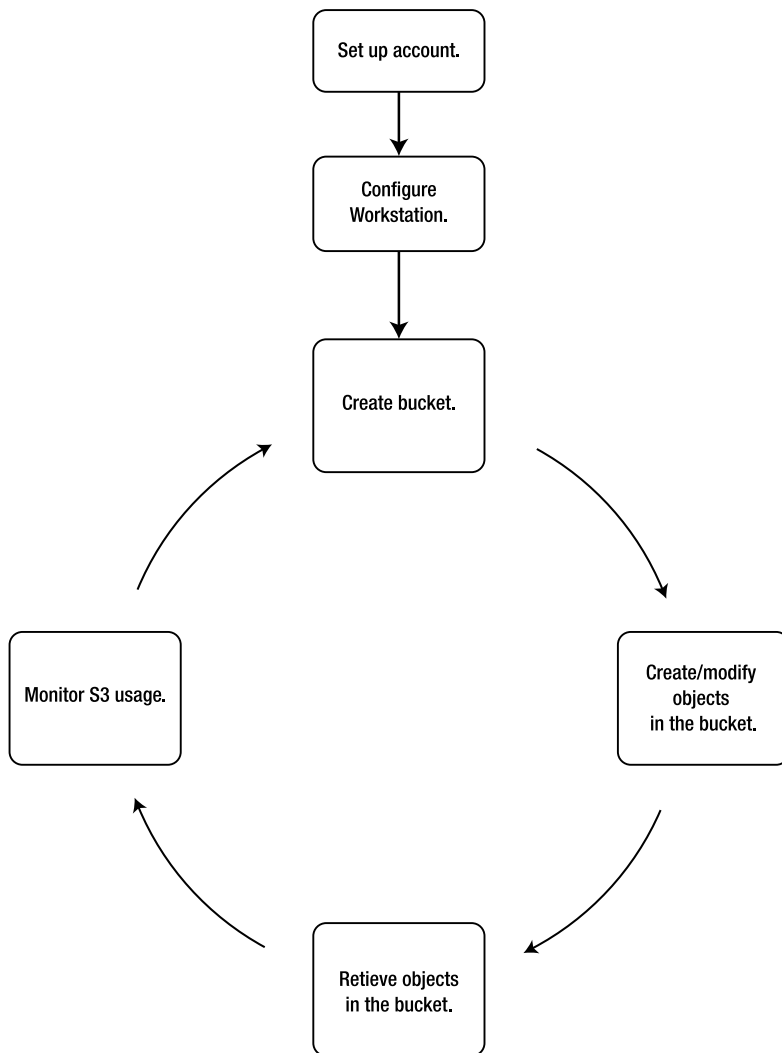 Set up account.
Configure
Workstation.
Create bucket.
Monitor S3 usage.
Create/modify
objects
in the bucket.
Retieve objects
in the bucket.